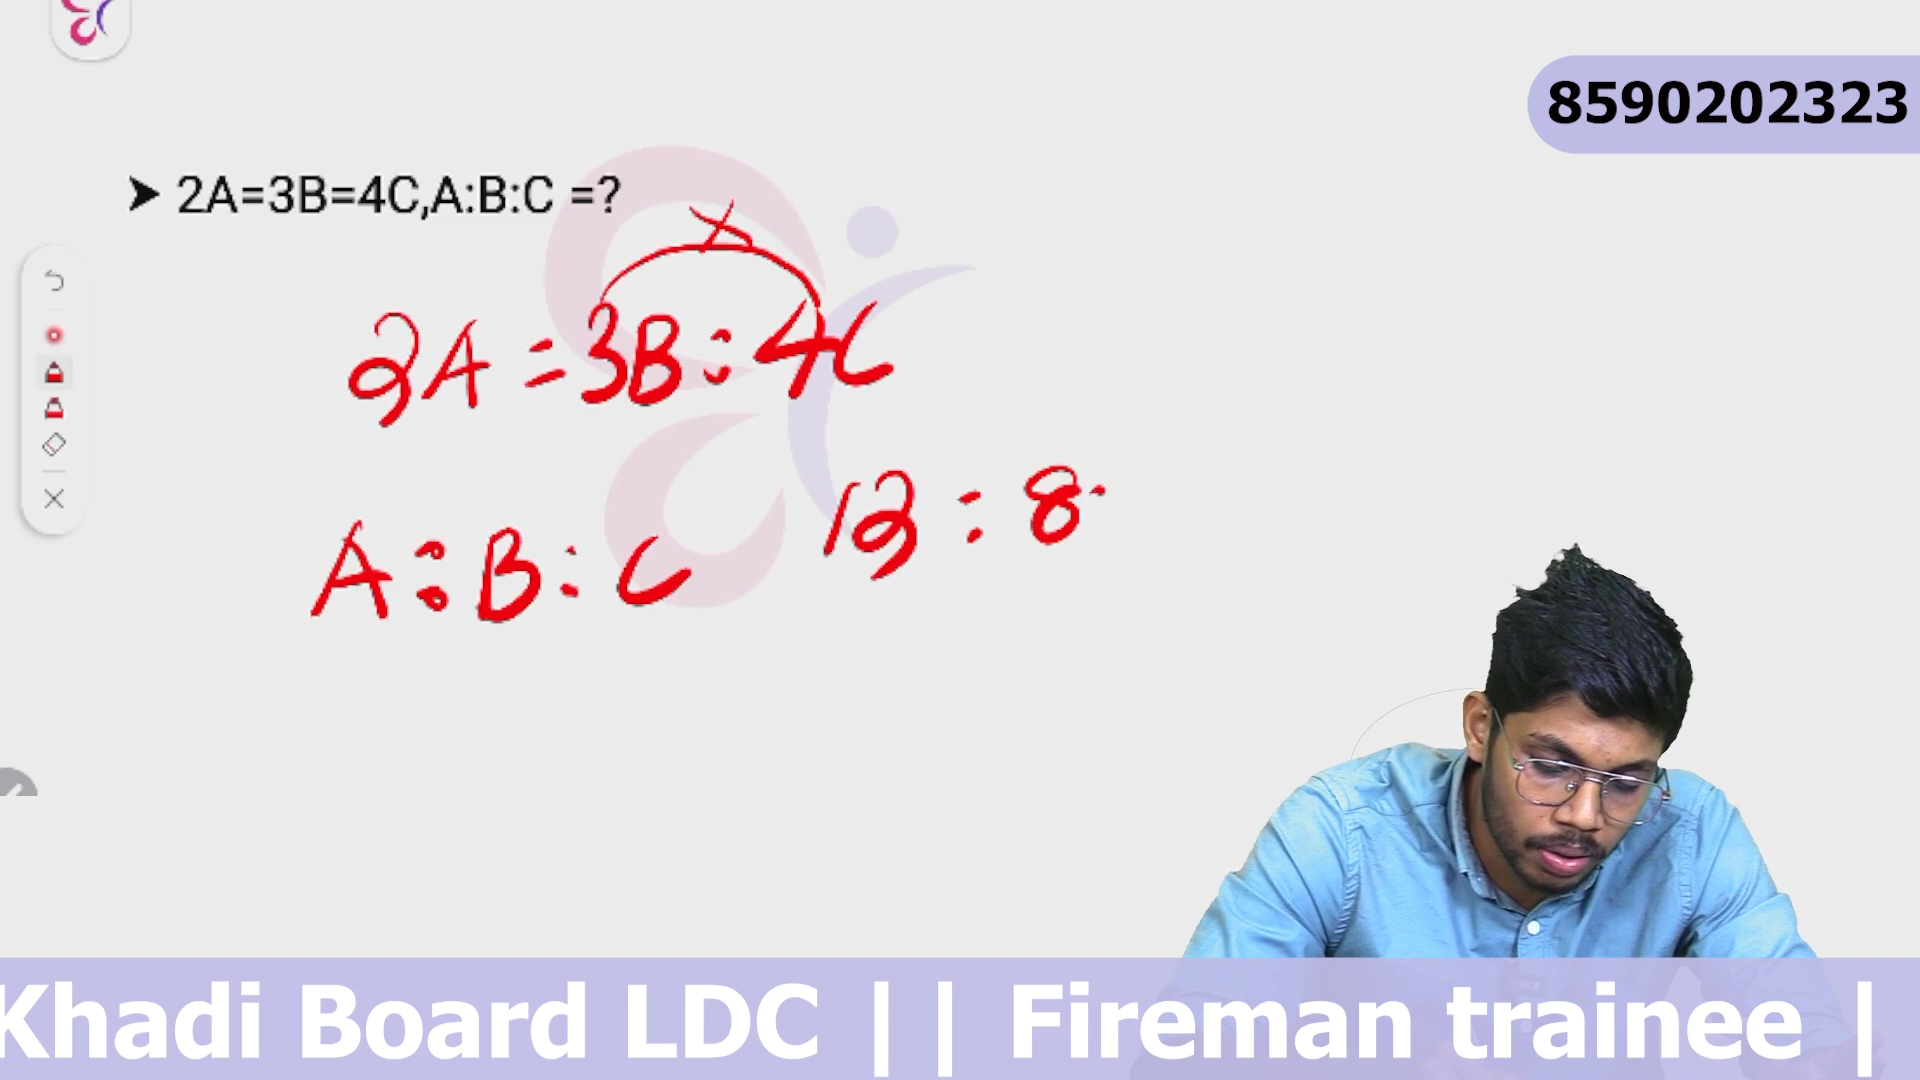 8590202323
➤ 2A=3B=4C,A:B:C =?
×
2A = 3B = 4C
12 : 8
A : B : C
Khadi Board LDC || Fireman trainee |